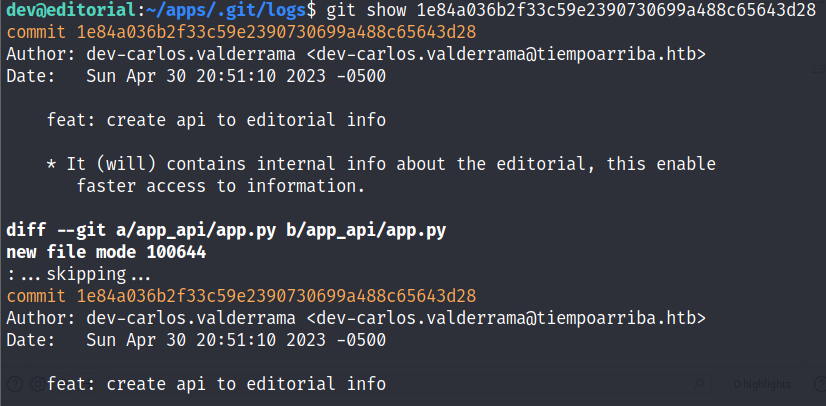 dev@editorial:~/apps/.git/logs$ git show 1e84a036b2f33c59e2390730699a488c65643d28
commit 1e84a036b2f33c59e2390730699a488c65643d28
Author: dev-carlos.valderrama <dev-carlos.valderrama@tiempoarriba.htb>
Date:   Sun Apr 30 20:51:10 2023 -0500

    feat: create api to editorial info

    * It (will) contains internal info about the editorial, this enable
       faster access to information.

diff --git a/app_api/app.py b/app_api/app.py
new file mode 100644
:...skipping...
commit 1e84a036b2f33c59e2390730699a488c65643d28
Author: dev-carlos.valderrama <dev-carlos.valderrama@tiempoarriba.htb>
Date:   Sun Apr 30 20:51:10 2023 -0500

    feat: create api to editorial info
0 highlights